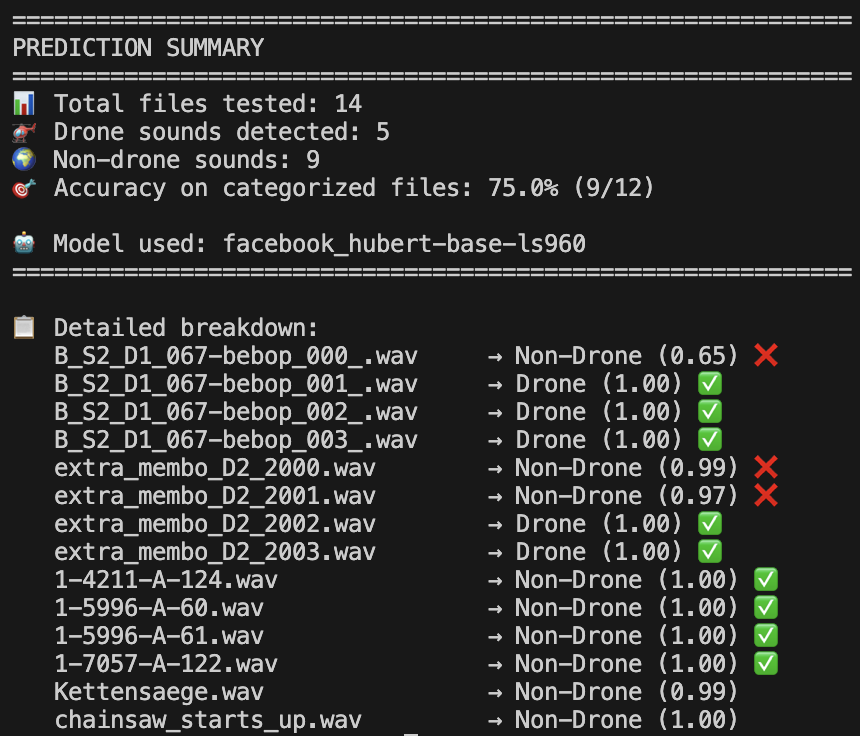 ============================================================
PREDICTION SUMMARY
============================================================
📊 Total files tested: 14
🚁 Drone sounds detected: 5
🌍 Non-drone sounds: 9
🎯 Accuracy on categorized files: 75.0% (9/12)
🤖 Model used: facebook_hubert-base-ls960
============================================================
📋 Detailed breakdown:
B_S2_D1_067-bebop_000_.wav → Non-Drone (0.65) ❌
B_S2_D1_067-bebop_001_.wav → Drone (1.00) ✅
B_S2_D1_067-bebop_002_.wav → Drone (1.00) ✅
B_S2_D1_067-bebop_003_.wav → Drone (1.00) ✅
extra_membo_D2_2000.wav → Non-Drone (0.99) ❌
extra_membo_D2_2001.wav → Non-Drone (0.97) ❌
extra_membo_D2_2002.wav → Drone (1.00) ✅
extra_membo_D2_2003.wav → Drone (1.00) ✅
1-4211-A-124.wav → Non-Drone (1.00) ✅
1-5996-A-60.wav → Non-Drone (1.00) ✅
1-5996-A-61.wav → Non-Drone (1.00) ✅
1-7057-A-122.wav → Non-Drone (1.00) ✅
Kettensaege.wav → Non-Drone (0.99)
chainsaw_starts_up.wav → Non-Drone (1.00)